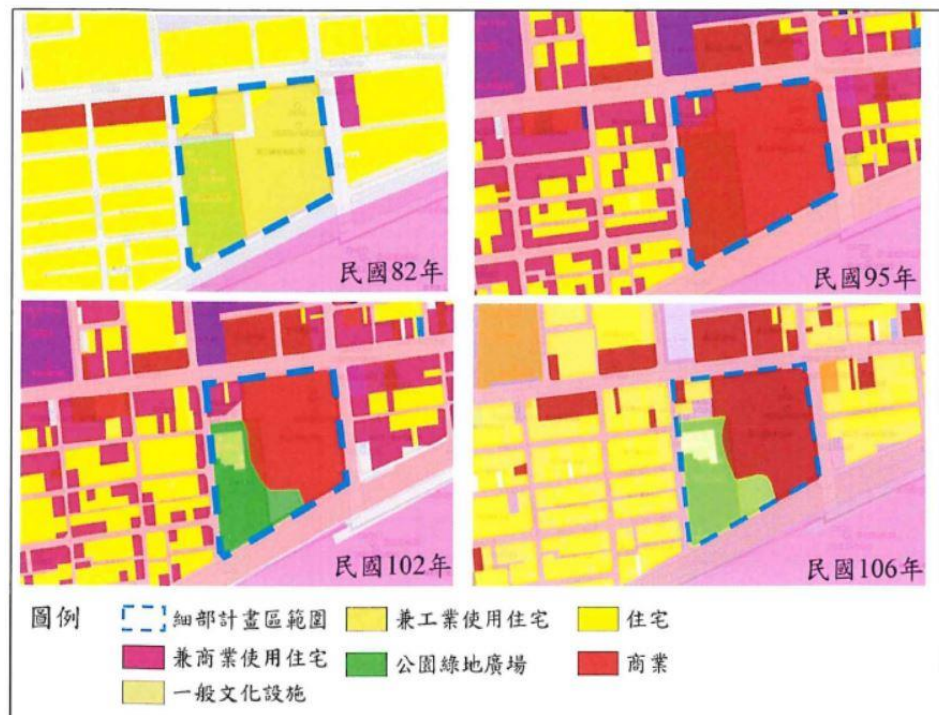 民國82年
民國95年
民國102年
民國106年
圖例
細部計畫區範圍
兼工業使用住宅
住宅
兼商業使用住宅
公園綠地廣場
商業
一般文化設施